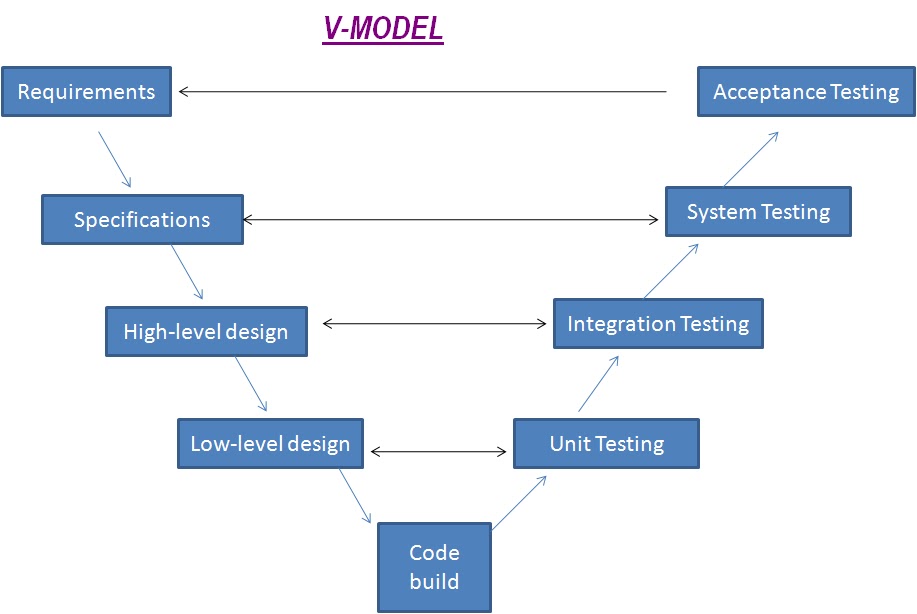 V-MODEL
Requirements
Acceptance Testing
Specifications
System Testing
High-level design
Integration Testing
Low-level design
Unit Testing
Code
build